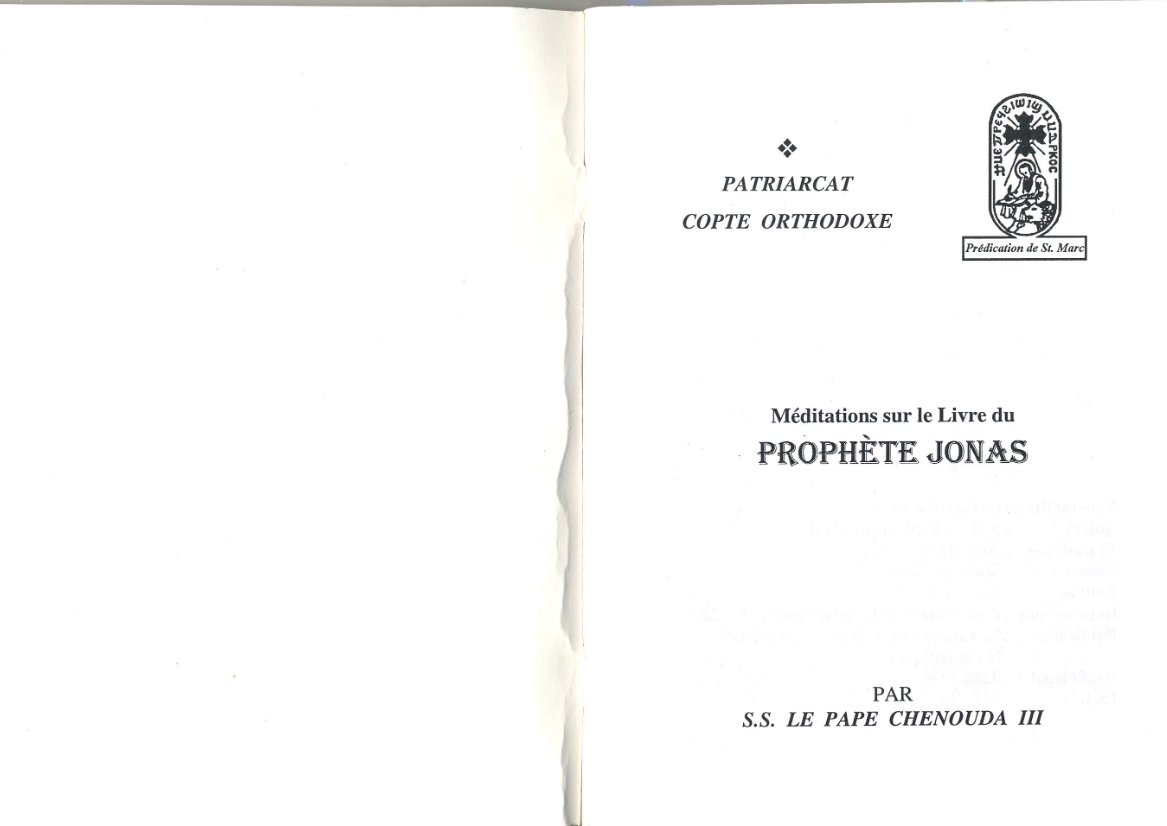 ❖
PATRIARCAT
COPTE ORTHODOXE
Prédication de St. Marc
Méditations sur le Livre du
PROPHÈTE JONAS
PAR
S.S. LE PAPE CHENOUDA III